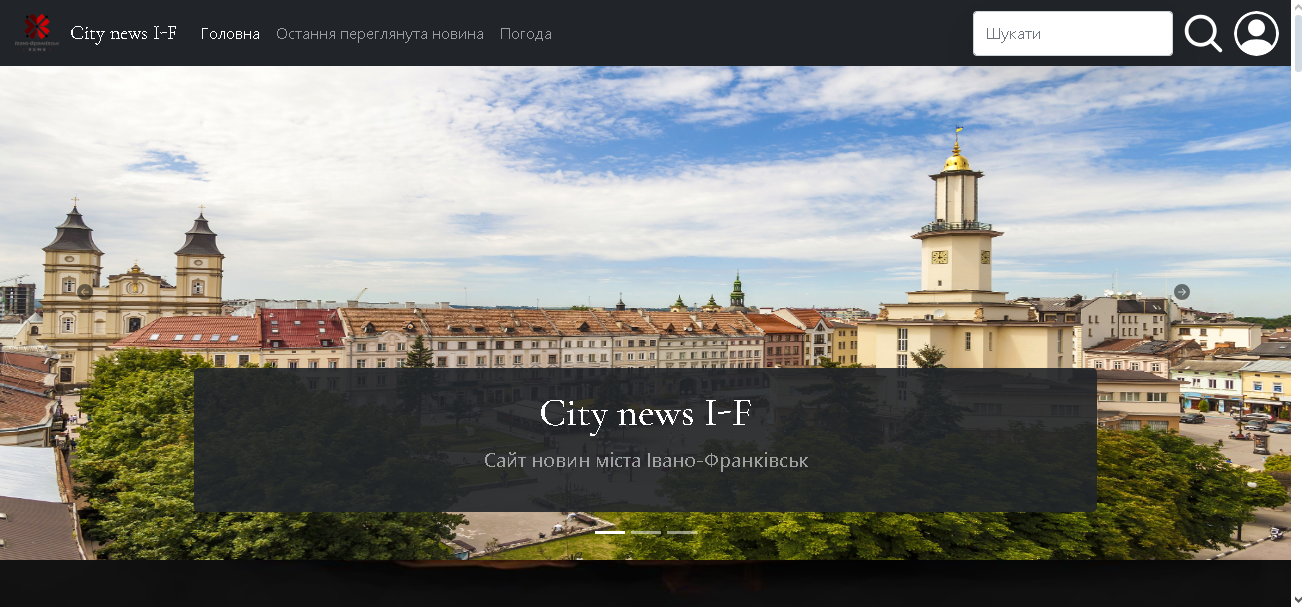 City news I-F Головна Остання переглянута новина Погода Шукати
City news I-F
Сайт новин міста Івано-Франківськ